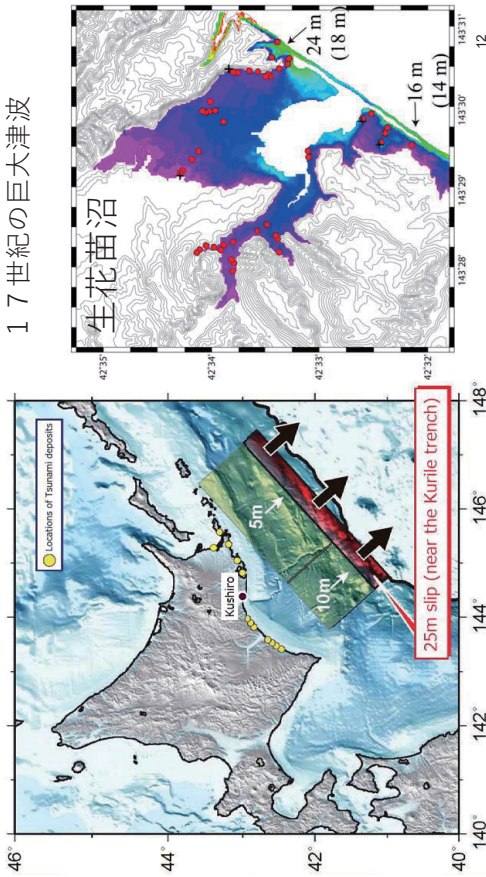 １７世紀の巨大津波
Locations of Tsunami deposits
Kushiro
5m
10m
25m slip (near the Kurile trench)
46°
44°
42°
40°
140°
142°
144°
146°
148°
生花苗沼
24 m
(18 m)
16 m
(14 m)
42°35'
42°34'
42°33'
42°32'
143°28'
143°29'
143°30'
143°31'
12